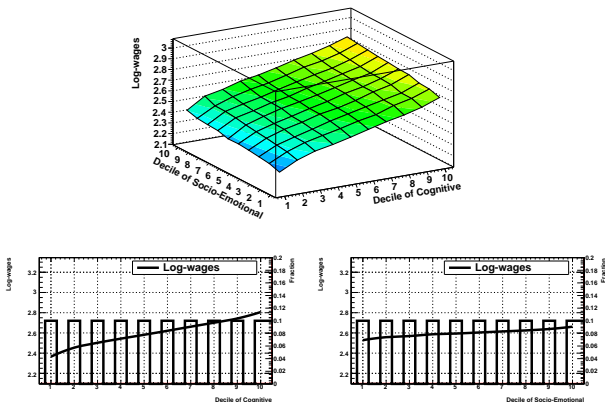 Log-wages
3
2.9
2.8
2.7
2.6
2.5
2.4
2.3
2.2
2.1
10 9 8 7 6 5 4 3 2 1
Decile of Socio-Emotional
1 2 3 4 5 6 7 8 9 10
Decile of Cognitive
Log-wages
Log-wages
3.2
3
2.8
2.6
2.4
2.2
Fraction
0.2
0.18
0.16
0.14
0.12
0.1
0.08
0.06
0.04
0.02
0
1 2 3 4 5 6 7 8 9 10
Decile of Cognitive
Log-wages
Log-wages
3.2
3
2.8
2.6
2.4
2.2
Fraction
0.2
0.18
0.16
0.14
0.12
0.1
0.08
0.06
0.04
0.02
0
1 2 3 4 5 6 7 8 9 10
Decile of Socio-Emotional